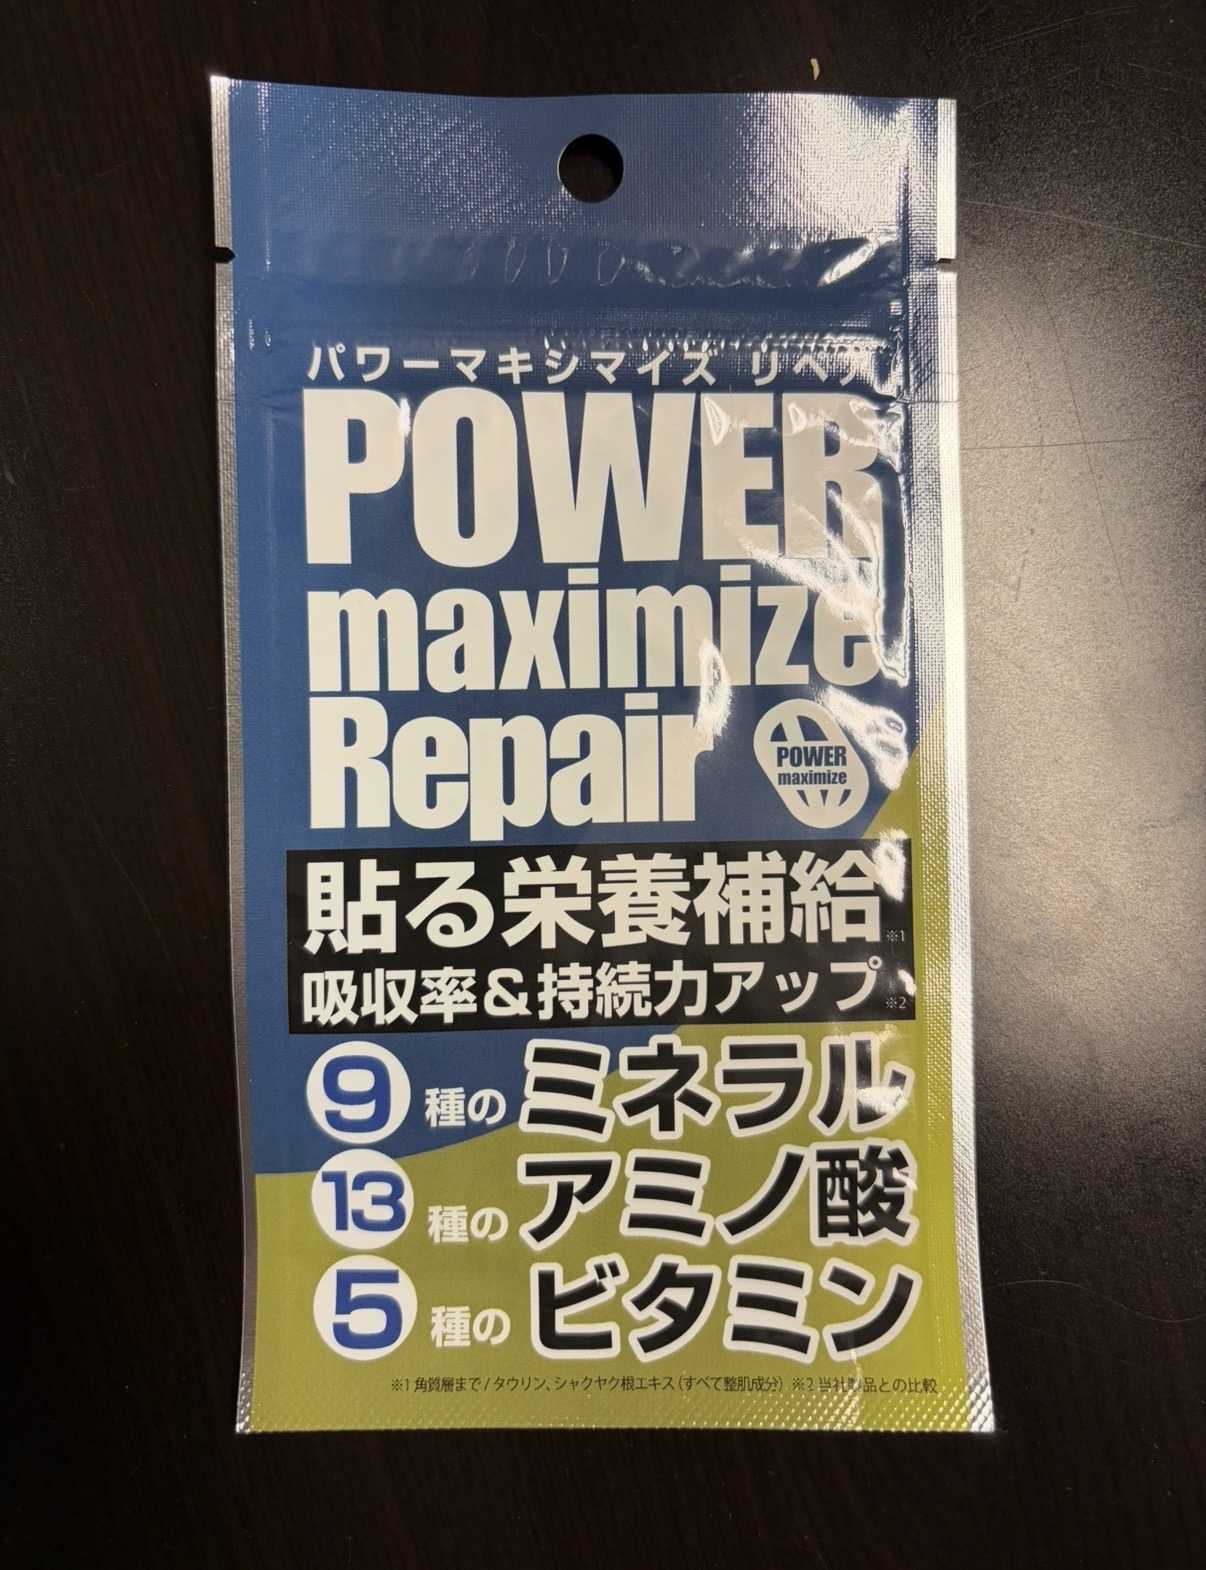 パワーマキシマイズ リペア
POWER
maximize
Repair
POWER
maximize
貼る栄養補給※1
吸収率&持続力アップ※2
9種のミネラル
13種のアミノ酸
5種のビタミン
※1 角質層まで / タウリン、シャクヤク根エキス(すべて整肌成分) ※2 当社製品との比較